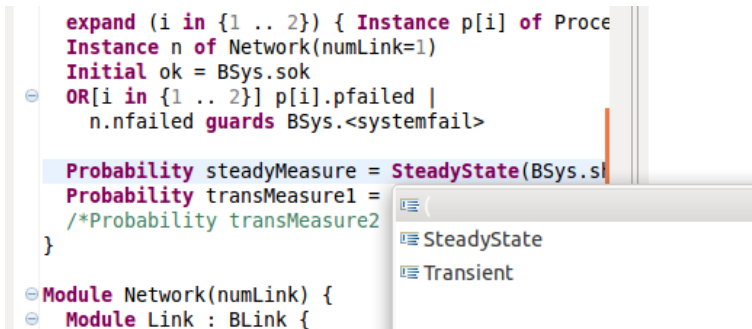 expand (i in {1 .. 2}) { Instance p[i] of Proce
Instance n of Network(numLink=1)
Initial ok = BSys.sok
OR[i in {1 .. 2}] p[i].pfailed |
n.nfailed guards BSys.<systemfail>
Probability steadyMeasure = SteadyState(BSys.s
Probability transMeasure1 =
/*Probability transMeasure2
(
SteadyState
Transient
}
Module Network(numLink) {
Module Link : BLink {